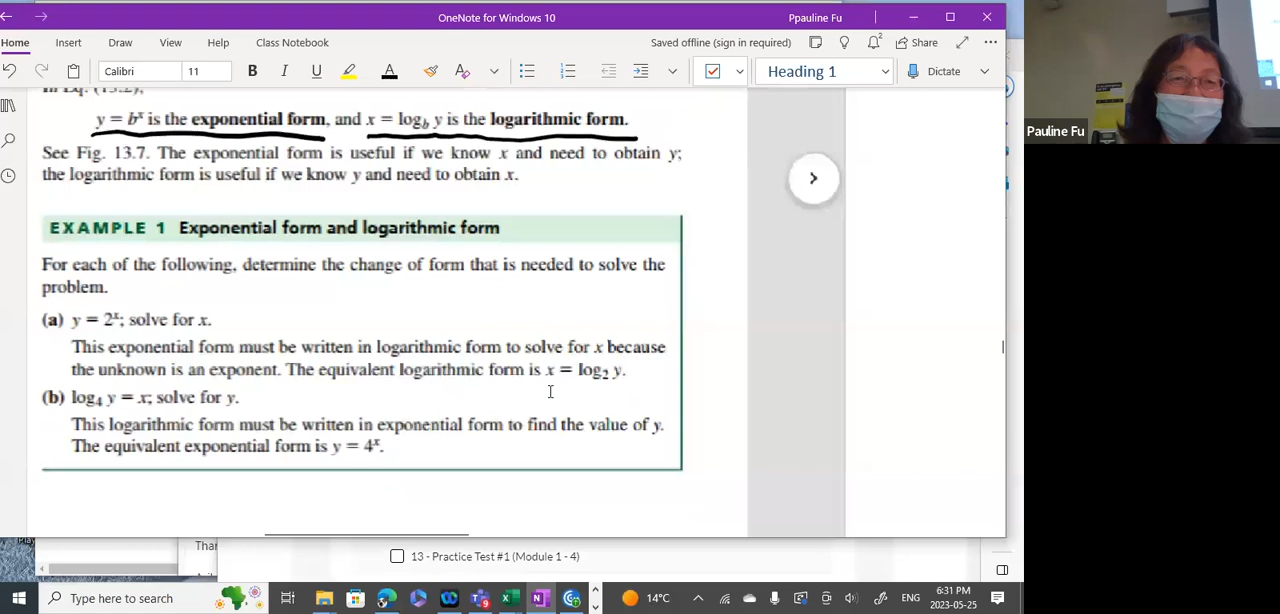 OneNote for Windows 10
Ppauline Fu
Home Insert Draw View Help Class Notebook
Saved offline (sign in required) Share
Calibri 11 B I U A Heading 1 Dictate
In Eq. (13.2),
y = bˣ is the exponential form, and x = log_b y is the logarithmic form.
See Fig. 13.7. The exponential form is useful if we know x and need to obtain y;
the logarithmic form is useful if we know y and need to obtain x.
EXAMPLE 1 Exponential form and logarithmic form
For each of the following, determine the change of form that is needed to solve the
problem.
(a) y = 2ˣ; solve for x.
This exponential form must be written in logarithmic form to solve for x because
the unknown is an exponent. The equivalent logarithmic form is x = log₂ y.
(b) log₄ y = x; solve for y.
This logarithmic form must be written in exponential form to find the value of y.
The equivalent exponential form is y = 4ˣ.
Pauline Fu
13 - Practice Test #1 (Module 1 - 4)
Type here to search
14°C
ENG
6:31 PM
2023-05-25